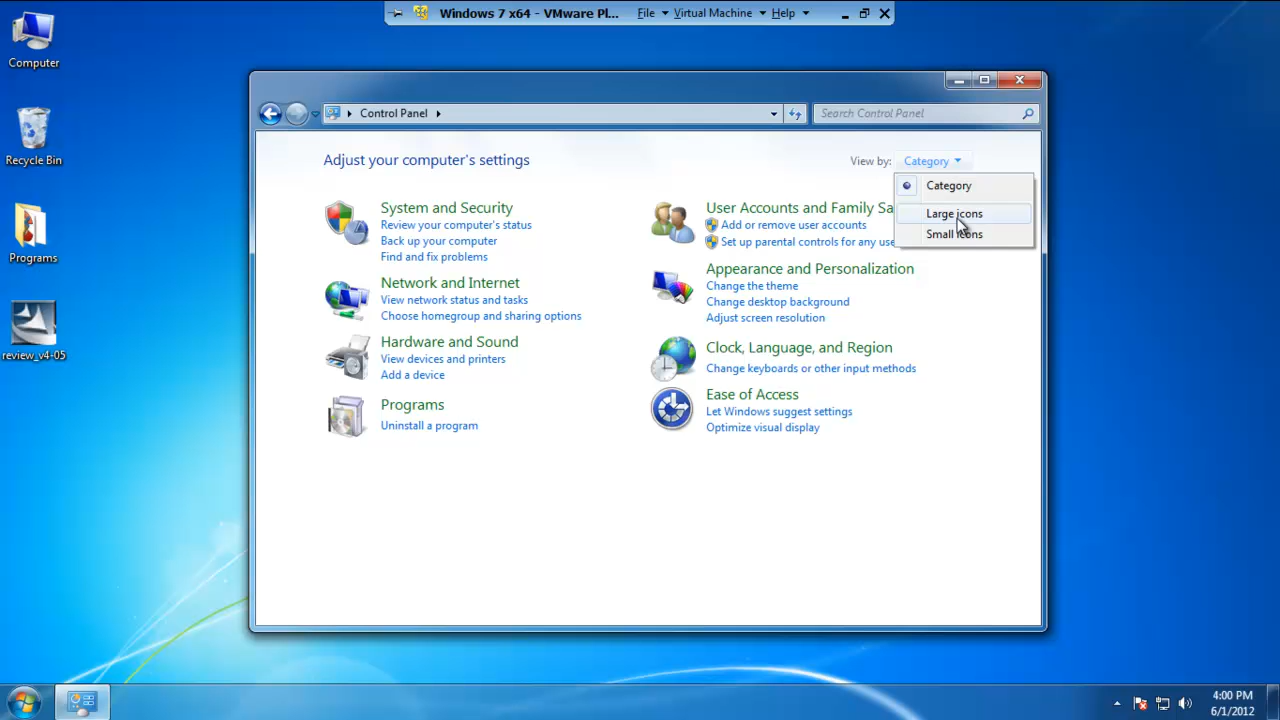 Windows 7 x64 - VMware Pl...
File
Virtual Machine
Help
Computer
Recycle Bin
Programs
review_v4-05
Control Panel
Search Control Panel
Adjust your computer's settings
View by:
Category
Category
Large icons
Small icons
System and Security
Review your computer's status
Back up your computer
Find and fix problems
Network and Internet
View network status and tasks
Choose homegroup and sharing options
Hardware and Sound
View devices and printers
Add a device
Programs
Uninstall a program
User Accounts and Family Sa
Add or remove user accounts
Set up parental controls for any use
Appearance and Personalization
Change the theme
Change desktop background
Adjust screen resolution
Clock, Language, and Region
Change keyboards or other input methods
Ease of Access
Let Windows suggest settings
Optimize visual display
4:00 PM
6/1/2012